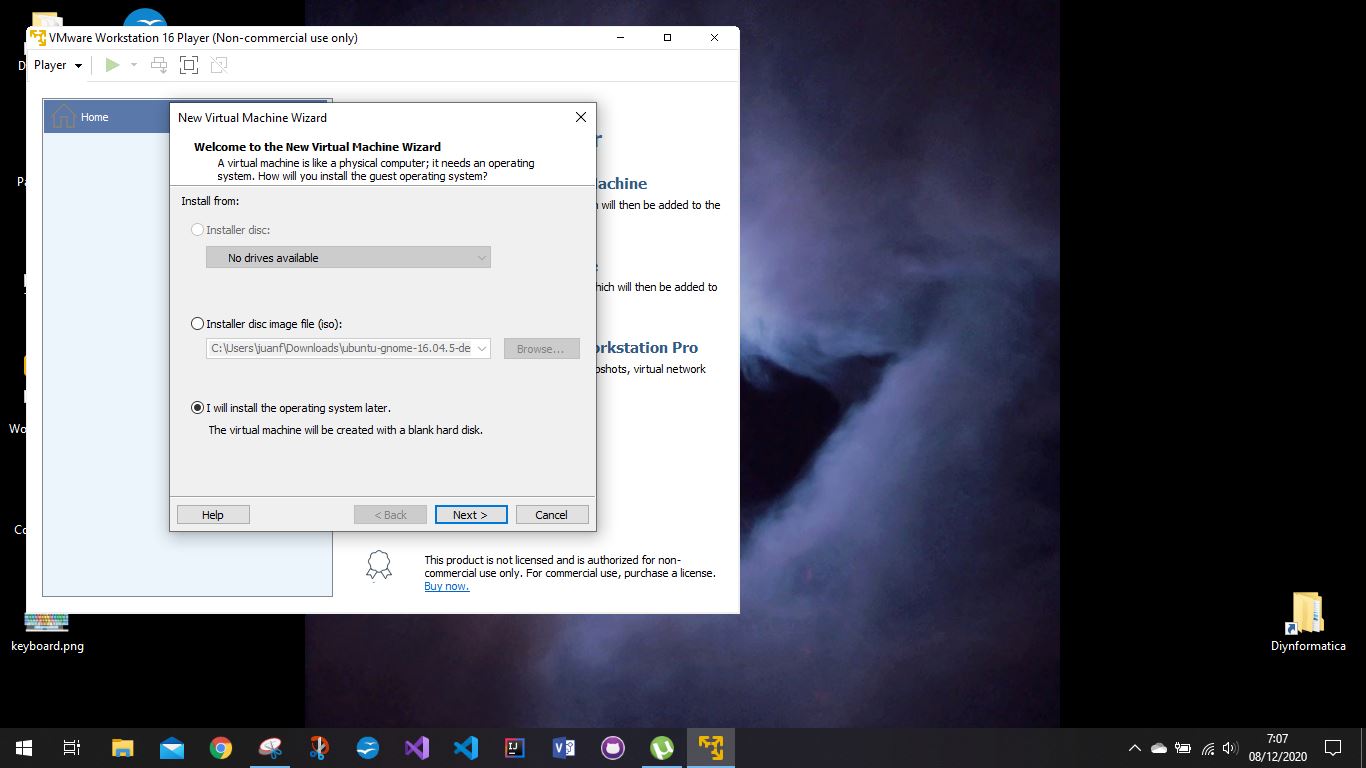 VMware Workstation 16 Player (Non-commercial use only)
Player
Home
New Virtual Machine Wizard
Welcome to the New Virtual Machine Wizard
A virtual machine is like a physical computer; it needs an operating
system. How will you install the guest operating system?
Install from:
Installer disc:
No drives available
Installer disc image file (iso):
C:\Users\juanf\Downloads\ubuntu-gnome-16.04.5-de
Browse...
I will install the operating system later.
The virtual machine will be created with a blank hard disk.
Help
< Back
Next >
Cancel
achine
will then be added to the
hich will then be added to
orkstation Pro
pshots, virtual network
This product is not licensed and is authorized for non-
commercial use only. For commercial use, purchase a license.
Buy now.
Wo
Co
keyboard.png
Diynformatica
7:07
08/12/2020